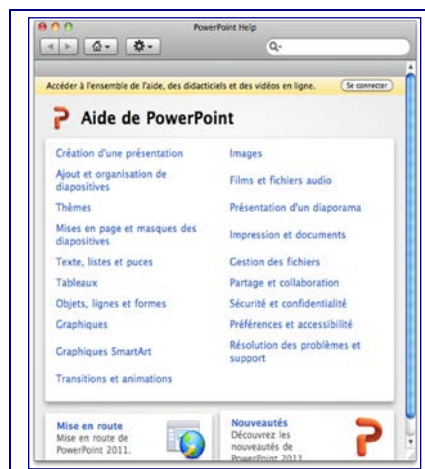 PowerPoint Help
Accéder à l'ensemble de l'aide, des didacticiels et des vidéos en ligne.
Se connecter
Aide de PowerPoint
Création d'une présentation
Ajout et organisation de
diapositives
Thèmes
Mises en page et masques des
diapositives
Texte, listes et puces
Tableaux
Objets, lignes et formes
Graphiques
Graphiques SmartArt
Transitions et animations
Images
Films et fichiers audio
Présentation d'un diaporama
Impression et documents
Gestion des fichiers
Partage et collaboration
Sécurité et confidentialité
Préférences et accessibilité
Résolution des problèmes et
support
Mise en route
Mise en route de
PowerPoint 2011.
Nouveautés
Découvrez les
nouveautés de
PowerPoint 2011